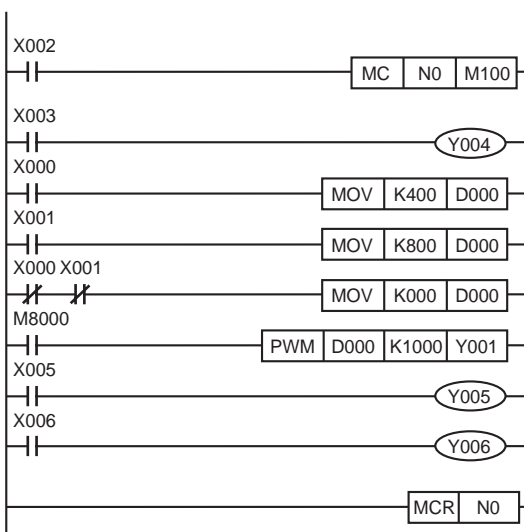 X002
MC N0 M100
X003
Y004
X000
MOV K400 D000
X001
MOV K800 D000
X000 X001
MOV K000 D000
M8000
PWM D000 K1000 Y001
X005
Y005
X006
Y006
MCR N0